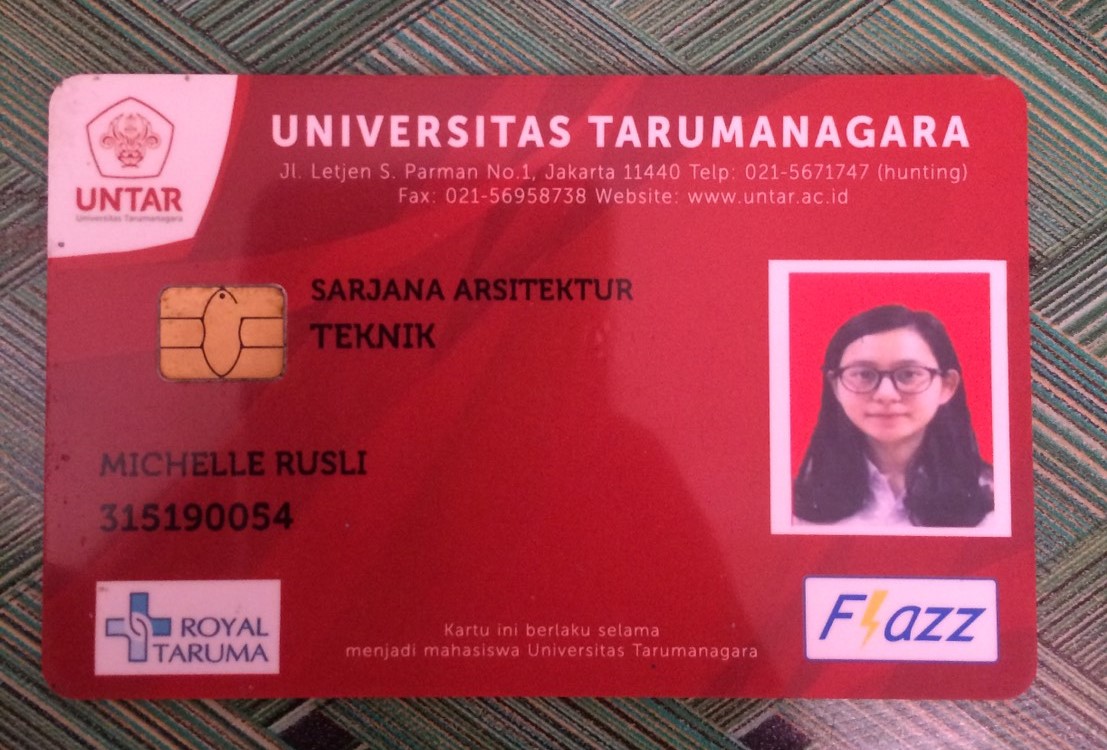 UNIVERSITAS TARUMANAGARA
Jl. Letjen S. Parman No.1, Jakarta 11440 Telp: 021-5671747 (hunting)
Fax: 021-56958738 Website: www.untar.ac.id
UNTAR
Universitas Tarumanagara
SARJANA ARSITEKTUR
TEKNIK
MICHELLE RUSLI
315190054
ROYAL
TARUMA
Kartu ini berlaku selama
menjadi mahasiswa Universitas Tarumanagara
Flazz